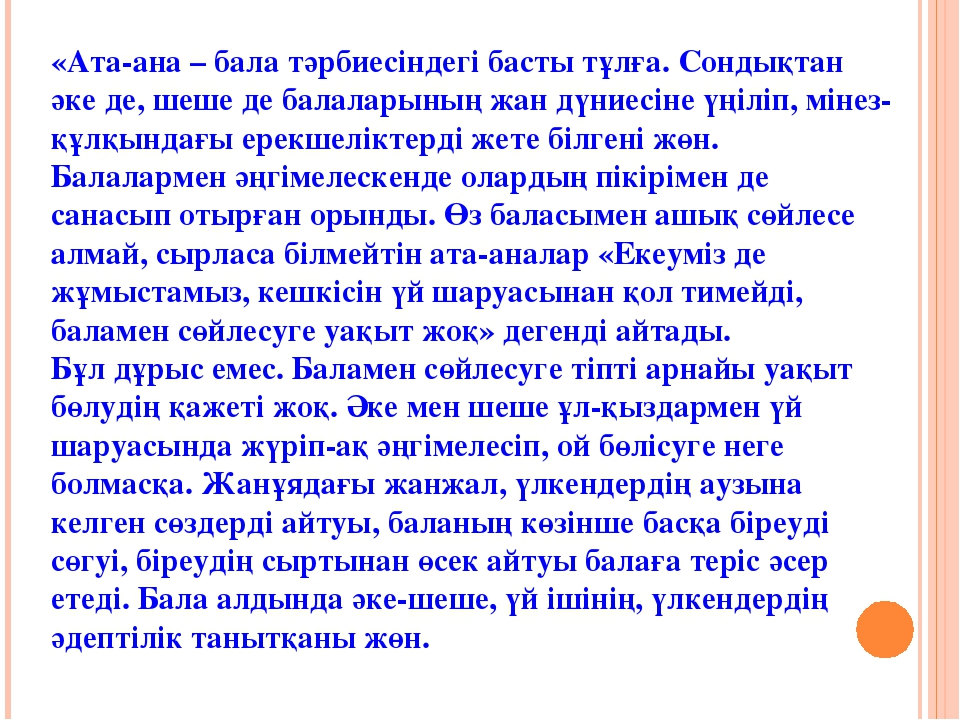 «Ата-ана – бала тәрбиесіндегі басты тұлға. Сондықтан
әке де, шеше де балаларының жан дүниесіне үңіліп, мінез-
құлқындағы ерекшеліктерді жете білгені жөн.
Балалармен әңгімелескенде олардың пікірімен де
санасып отырған орынды. Өз баласымен ашық сөйлесе
алмай, сырласа білмейтін ата-аналар «Екеуміз де
жұмыстамыз, кешкісін үй шаруасынан қол тимейді,
баламен сөйлесуге уақыт жоқ» дегенді айтады.
Бұл дұрыс емес. Баламен сөйлесуге тіпті арнайы уақыт
бөлудің қажеті жоқ. Әке мен шеше ұл-қыздармен үй
шаруасында жүріп-ақ әңгімелесіп, ой бөлісуге неге
болмасқа. Жанұядағы жанжал, үлкендердің аузына
келген сөздерді айтуы, баланың көзінше басқа біреуді
сөгуі, біреудің сыртынан өсек айтуы балаға теріс әсер
етеді. Бала алдында әке-шеше, үй ішінің, үлкендердің
әдептілік танытқаны жөн.